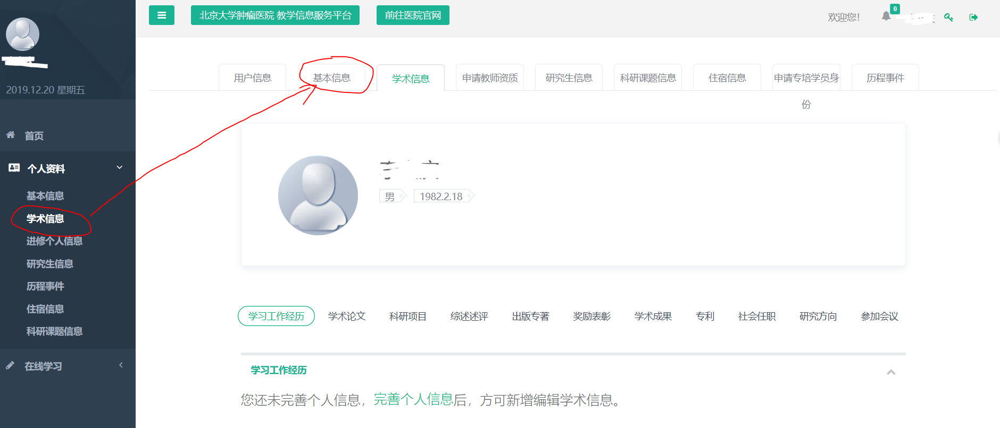 北京大学肿瘤医院 教学信息服务平台
前往医院官网
欢迎您!
0
2019.12.20 星期五
首页
个人资料
基本信息
学术信息
进修个人信息
研究生信息
历程事件
住宿信息
科研课题信息
在线学习
用户信息
基本信息
学术信息
申请教师资质
研究生信息
科研课题信息
住宿信息
申请专培学员身
份
历程事件
男
1982.2.18
学习工作经历
学术论文
科研项目
综述述评
出版专著
奖励表彰
学术成果
专利
社会任职
研究方向
参加会议
学习工作经历
您还未完善个人信息，完善个人信息后，方可新增编辑学术信息。